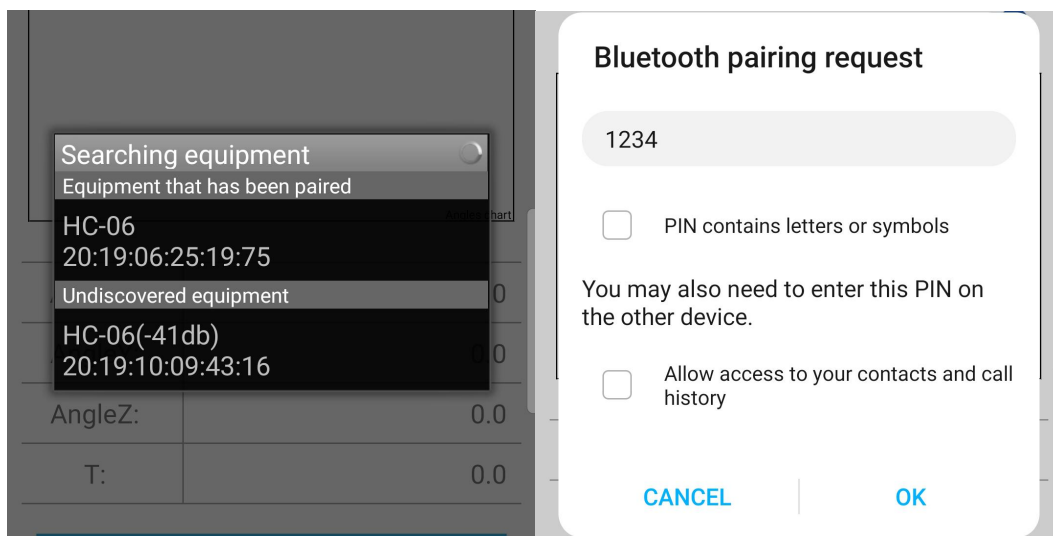 Searching equipment
Equipment that has been paired
HC-06
20:19:06:25:19:75
Undiscovered equipment
HC-06(-41db)
20:19:10:09:43:16
0
0.0
AngleZ: 0.0
T: 0.0
Bluetooth pairing request
1234
PIN contains letters or symbols
You may also need to enter this PIN on
the other device.
Allow access to your contacts and call
history
CANCEL OK